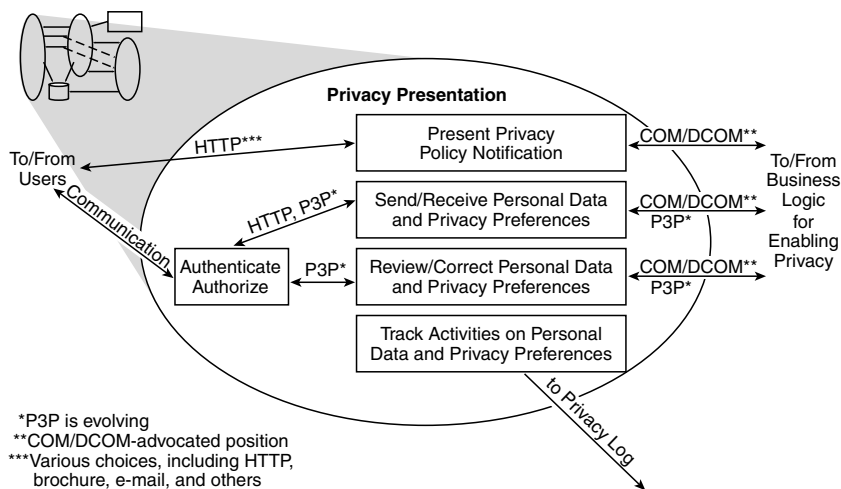 Privacy Presentation
HTTP***
Present Privacy
Policy Notification
COM/DCOM**
To/From
Users
To/From
Business
Logic
for
Enabling
Privacy
Communication
HTTP, P3P*
Send/Receive Personal Data
and Privacy Preferences
COM/DCOM**
P3P*
Authenticate
Authorize
P3P*
Review/Correct Personal Data
and Privacy Preferences
COM/DCOM**
P3P*
Track Activities on Personal
Data and Privacy Preferences
to Privacy Log
*P3P is evolving
**COM/DCOM-advocated position
***Various choices, including HTTP,
brochure, e-mail, and others